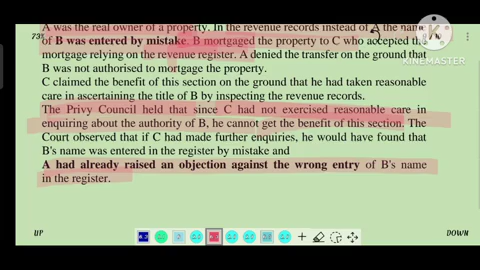 A was the real owner of a property. In the revenue records instead of A the name
of B was entered by mistake. B mortgaged the property to C who accepted the
mortgage relying on the revenue register. A denied the transfer on the ground that
B was not authorised to mortgage the property.
C claimed the benefit of this section on the ground that he had taken reasonable
care in ascertaining the title of B by inspecting the revenue records.
The Privy Council held that since C had not exercised reasonable care in
enquiring about the authority of B, he cannot get the benefit of this section. The
Court observed that if C had made further enquiries, he would have found that
B's name was entered in the register by mistake and
A had already raised an objection against the wrong entry of B's name
in the register.
KINEMASTER
UP
DOWN